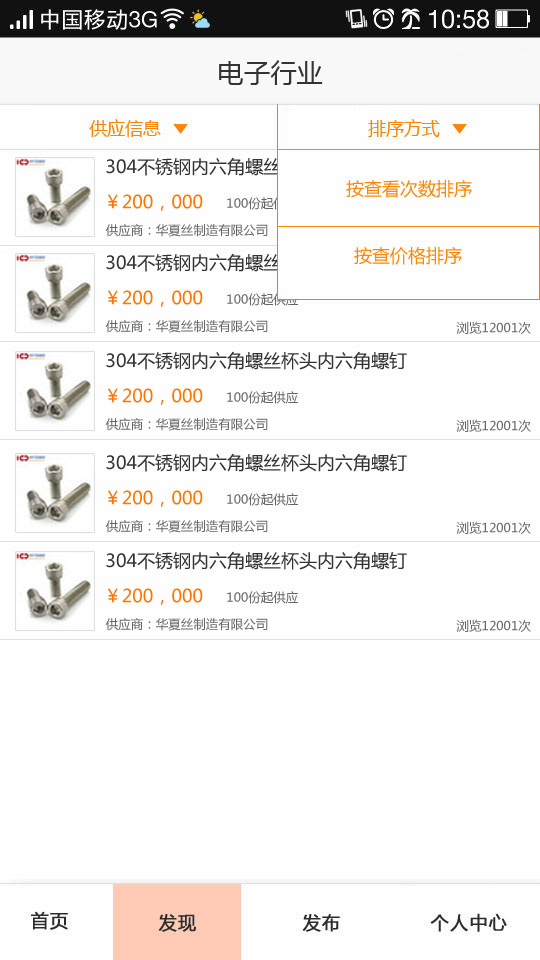 中国移动3G 10:58
电子行业
供应信息 排序方式
按查看次数排序
按查看价格排序
304不锈钢内六角螺丝
￥200，000 100份起
供应商：华夏丝制造有限公司
304不锈钢内六角螺丝
￥200，000 100份起供应
供应商：华夏丝制造有限公司 浏览12001次
304不锈钢内六角螺丝杯头内六角螺钉
￥200，000 100份起供应
供应商：华夏丝制造有限公司 浏览12001次
304不锈钢内六角螺丝杯头内六角螺钉
￥200，000 100份起供应
供应商：华夏丝制造有限公司 浏览12001次
304不锈钢内六角螺丝杯头内六角螺钉
￥200，000 100份起供应
供应商：华夏丝制造有限公司 浏览12001次
首页 发现 发布 个人中心